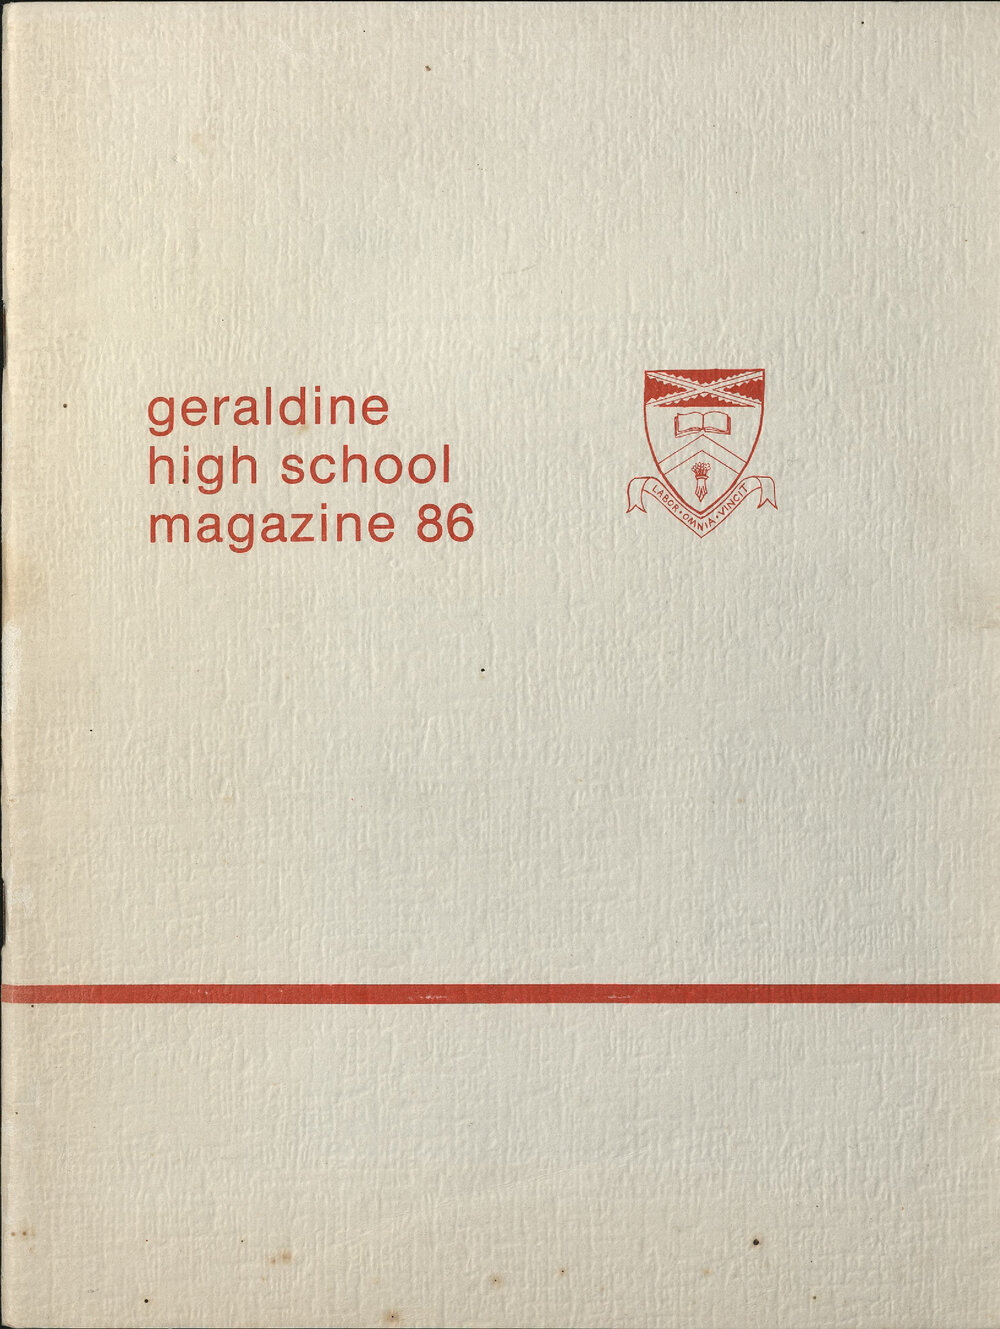 geraldine
high school
magazine 86
LABOR · OMNIA · VINCIT